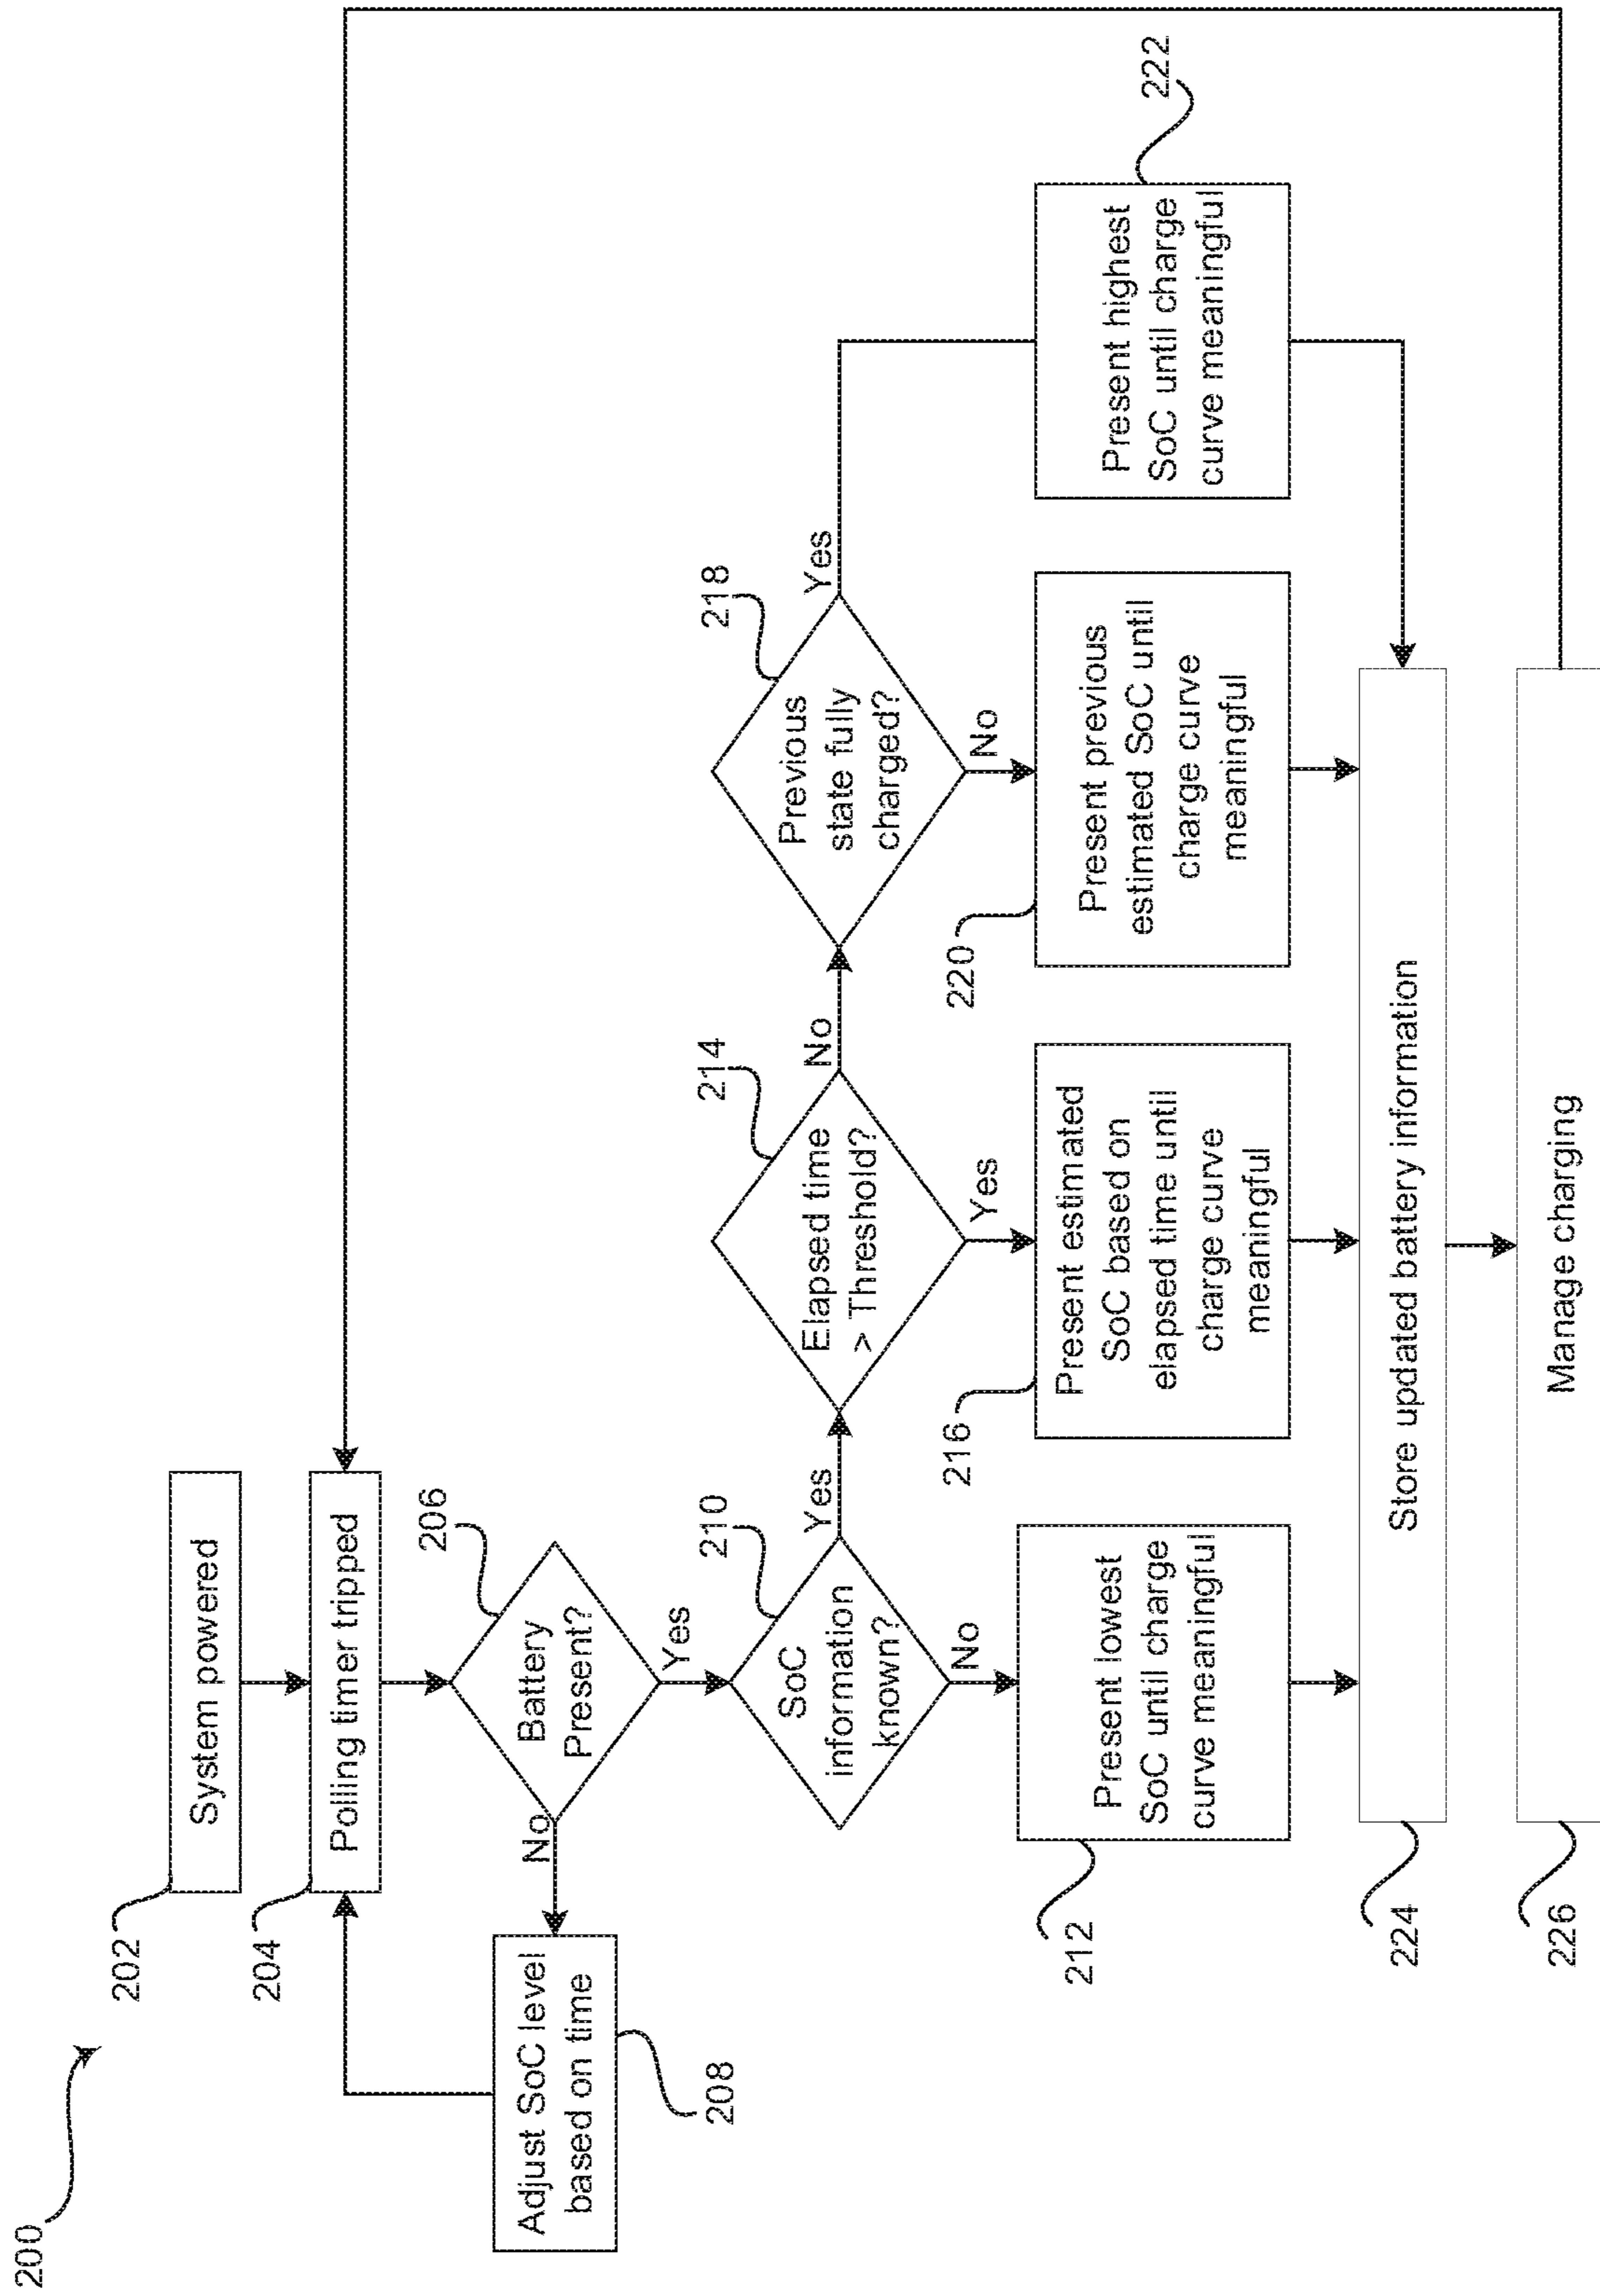 200
202
System powered
204
Polling timer tripped
206
Battery
Present?
No
Yes
Adjust SoC level
based on time
208
210
SoC
information
known?
Yes
No
214
Elapsed time
> Threshold?
No
Yes
218
Previous
state fully
charged?
Yes
No
212
Present lowest
SoC until charge
curve meaningful
216
Present estimated
SoC based on
elapsed time until
charge curve
meaningful
220
Present previous
estimated SoC until
charge curve
meaningful
222
Present highest
SoC until charge
curve meaningful
224
Store updated battery information
226
Manage charging